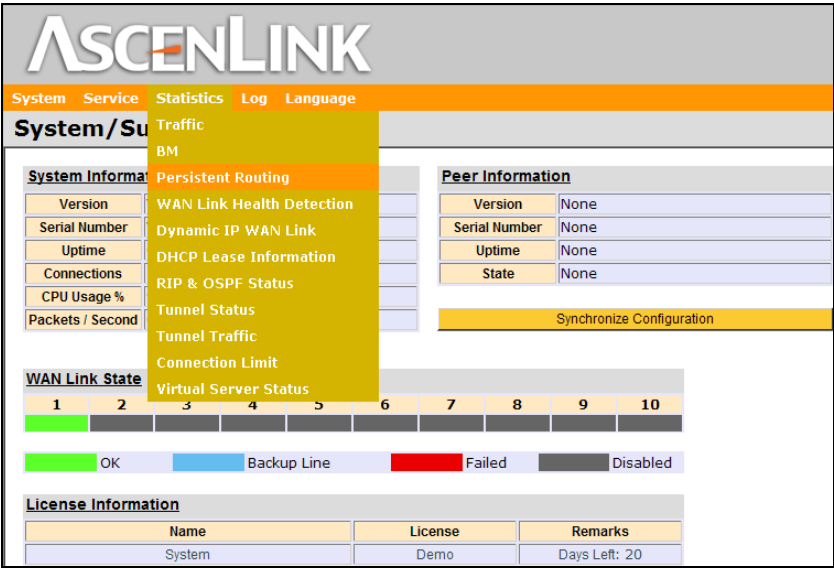 ASCENLINK
System Service Statistics Log Language
System/Su
Traffic
BM
Persistent Routing
WAN Link Health Detection
Dynamic IP WAN Link
DHCP Lease Information
RIP & OSPF Status
Tunnel Status
Tunnel Traffic
Connection Limit
Virtual Server Status
System Informat
Version
Serial Number
Uptime
Connections
CPU Usage %
Packets / Second
Peer Information
Version None
Serial Number None
Uptime None
State None
Synchronize Configuration
WAN Link State
1 2 3 4 5 6 7 8 9 10
OK Backup Line Failed Disabled
License Information
Name License Remarks
System Demo Days Left: 20